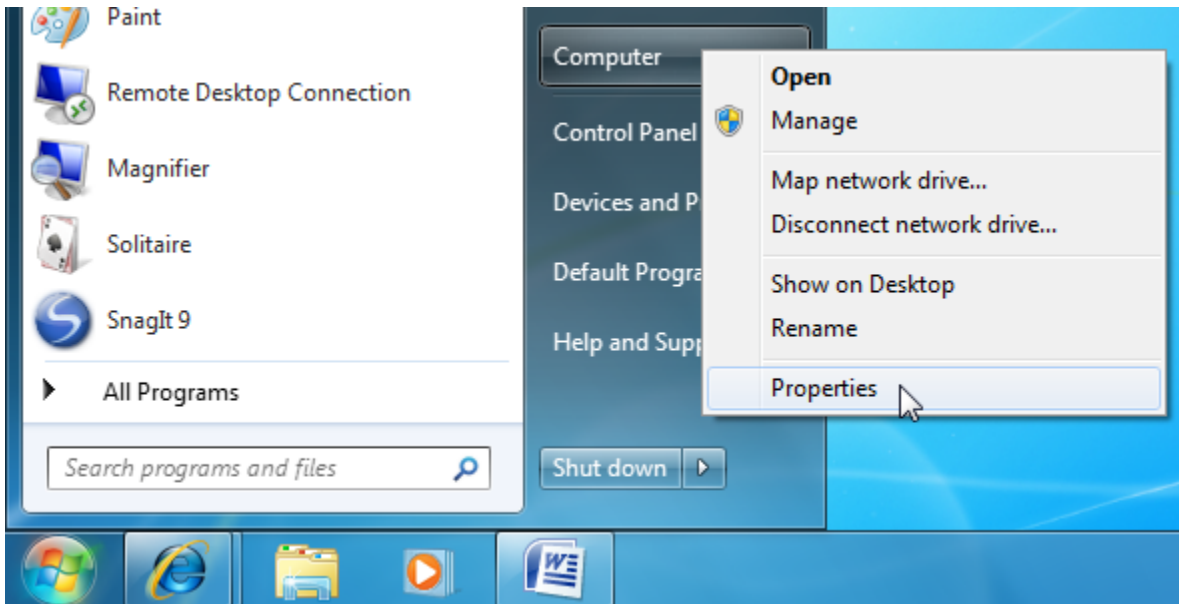 Paint
Remote Desktop Connection
Magnifier
Solitaire
SnagIt 9
All Programs
Search programs and files
Computer
Control Panel
Devices and P
Default Progra
Help and Supp
Shut down
Open
Manage
Map network drive...
Disconnect network drive...
Show on Desktop
Rename
Properties
W